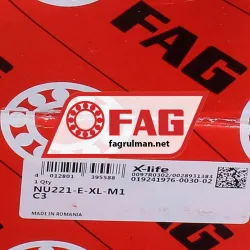 FAG
fagrulman.net
FAG
X-life
0097R0302/0028931383
019241976-0030-02
4 012801 395588
1 Qty
NU221-E-XL-M1
C3
MADE IN ROMANIA